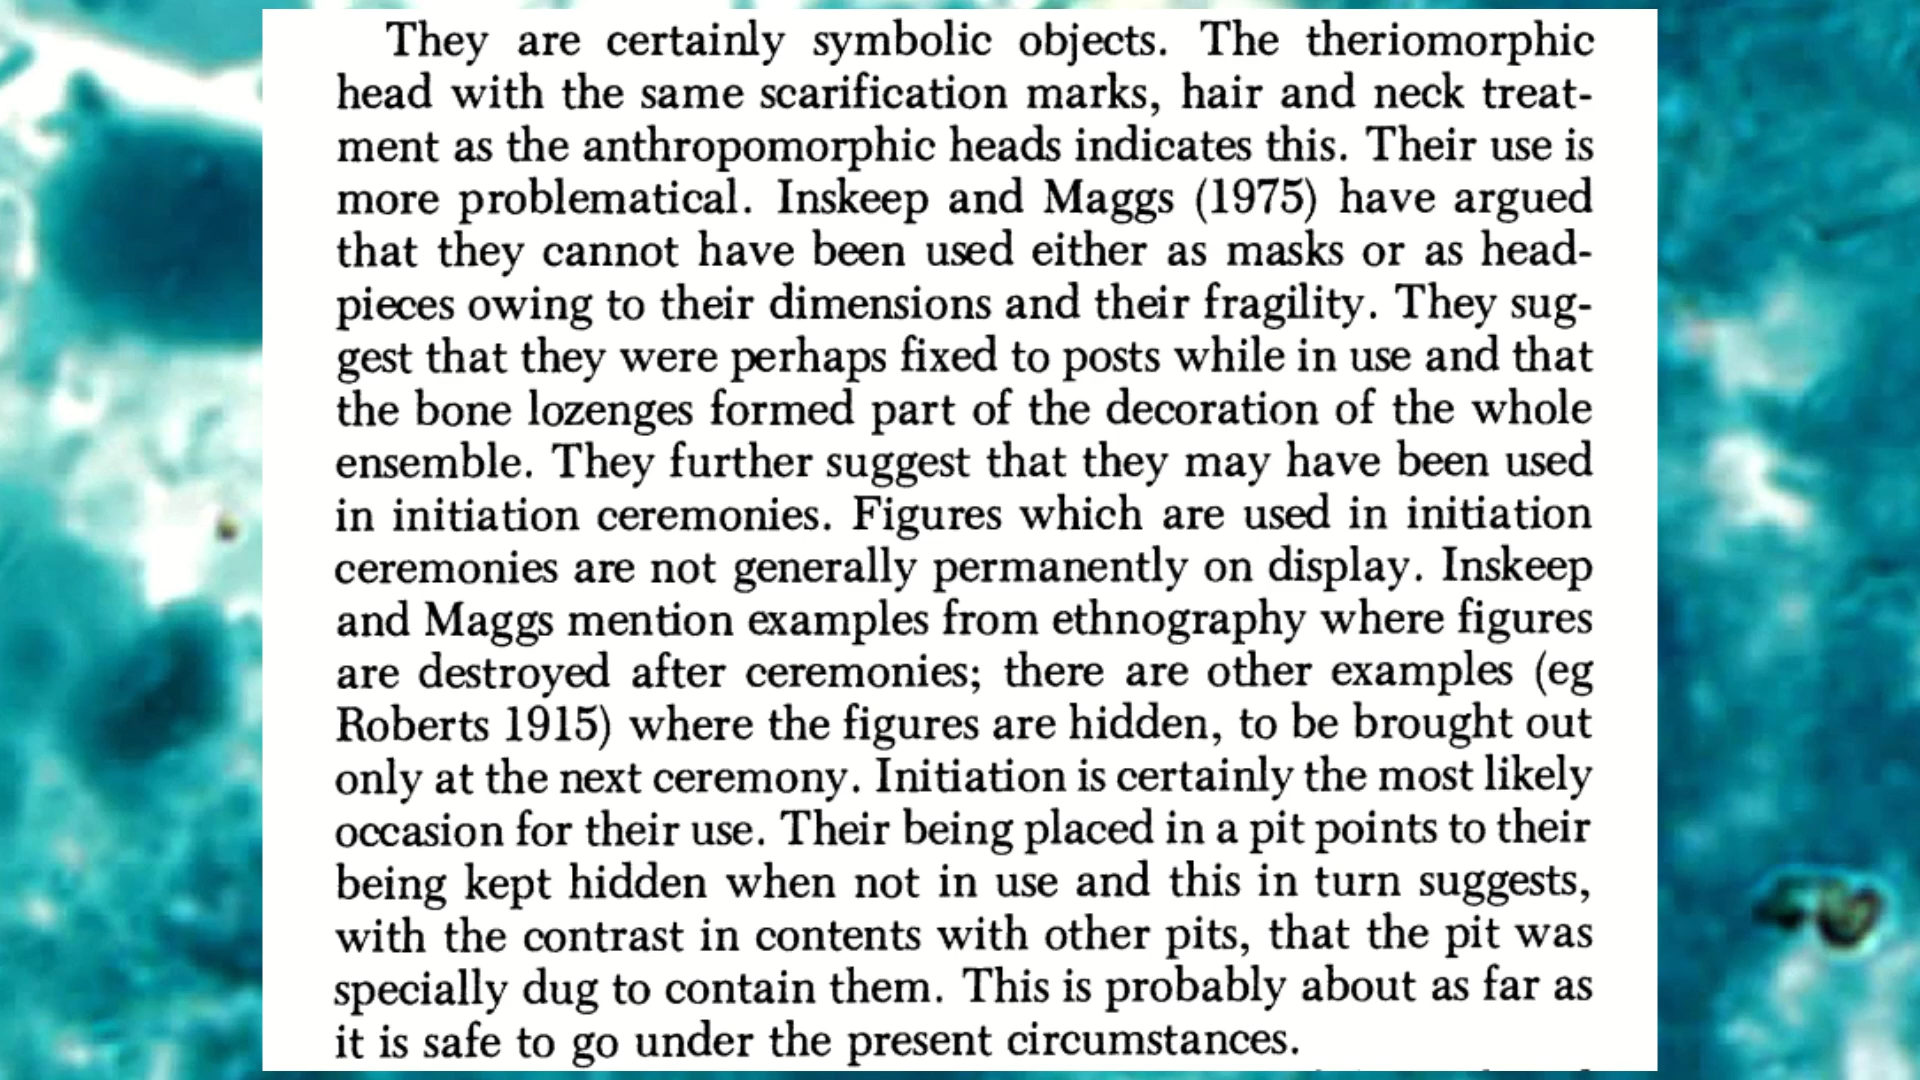 They are certainly symbolic objects. The theriomorphic
head with the same scarification marks, hair and neck treat-
ment as the anthropomorphic heads indicates this. Their use is
more problematical. Inskeep and Maggs (1975) have argued
that they cannot have been used either as masks or as head-
pieces owing to their dimensions and their fragility. They sug-
gest that they were perhaps fixed to posts while in use and that
the bone lozenges formed part of the decoration of the whole
ensemble. They further suggest that they may have been used
in initiation ceremonies. Figures which are used in initiation
ceremonies are not generally permanently on display. Inskeep
and Maggs mention examples from ethnography where figures
are destroyed after ceremonies; there are other examples (eg
Roberts 1915) where the figures are hidden, to be brought out
only at the next ceremony. Initiation is certainly the most likely
occasion for their use. Their being placed in a pit points to their
being kept hidden when not in use and this in turn suggests,
with the contrast in contents with other pits, that the pit was
specially dug to contain them. This is probably about as far as
it is safe to go under the present circumstances.